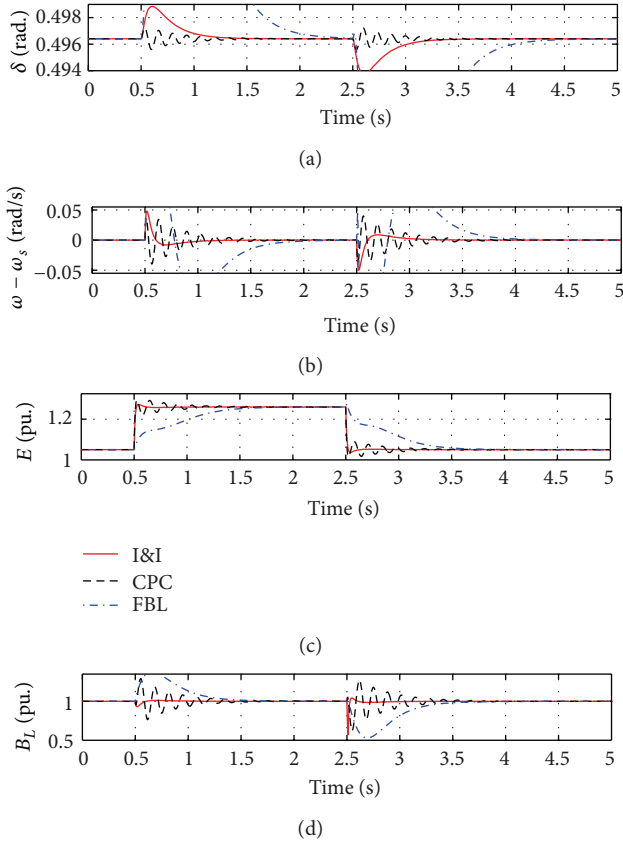 0.498
0.496
0.494
δ (rad.)
0 0.5 1 1.5 2 2.5 3 3.5 4 4.5 5
Time (s)
(a)
0.05
0
−0.05
ω − ωs (rad/s)
0 0.5 1 1.5 2 2.5 3 3.5 4 4.5 5
Time (s)
(b)
1.2
1
E (pu.)
0 0.5 1 1.5 2 2.5 3 3.5 4 4.5 5
Time (s)
I&I
CPC
FBL
(c)
1
0.5
BL (pu.)
0 0.5 1 1.5 2 2.5 3 3.5 4 4.5 5
Time (s)
(d)